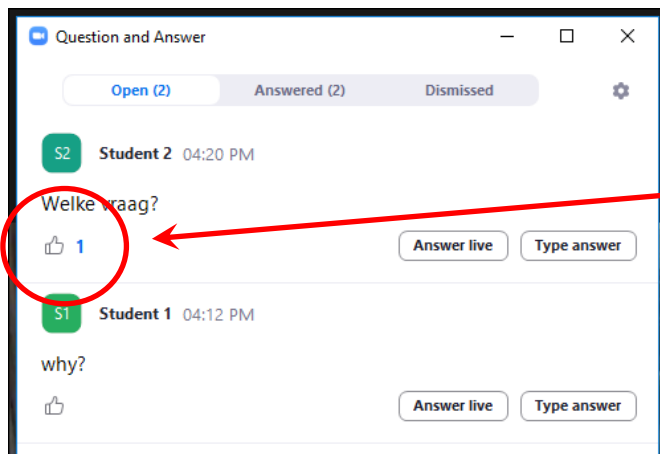 Question and Answer
Open (2) Answered (2) Dismissed
S2 Student 2 04:20 PM
Welke vraag?
1 Answer live Type answer
S1 Student 1 04:12 PM
why?
Answer live Type answer